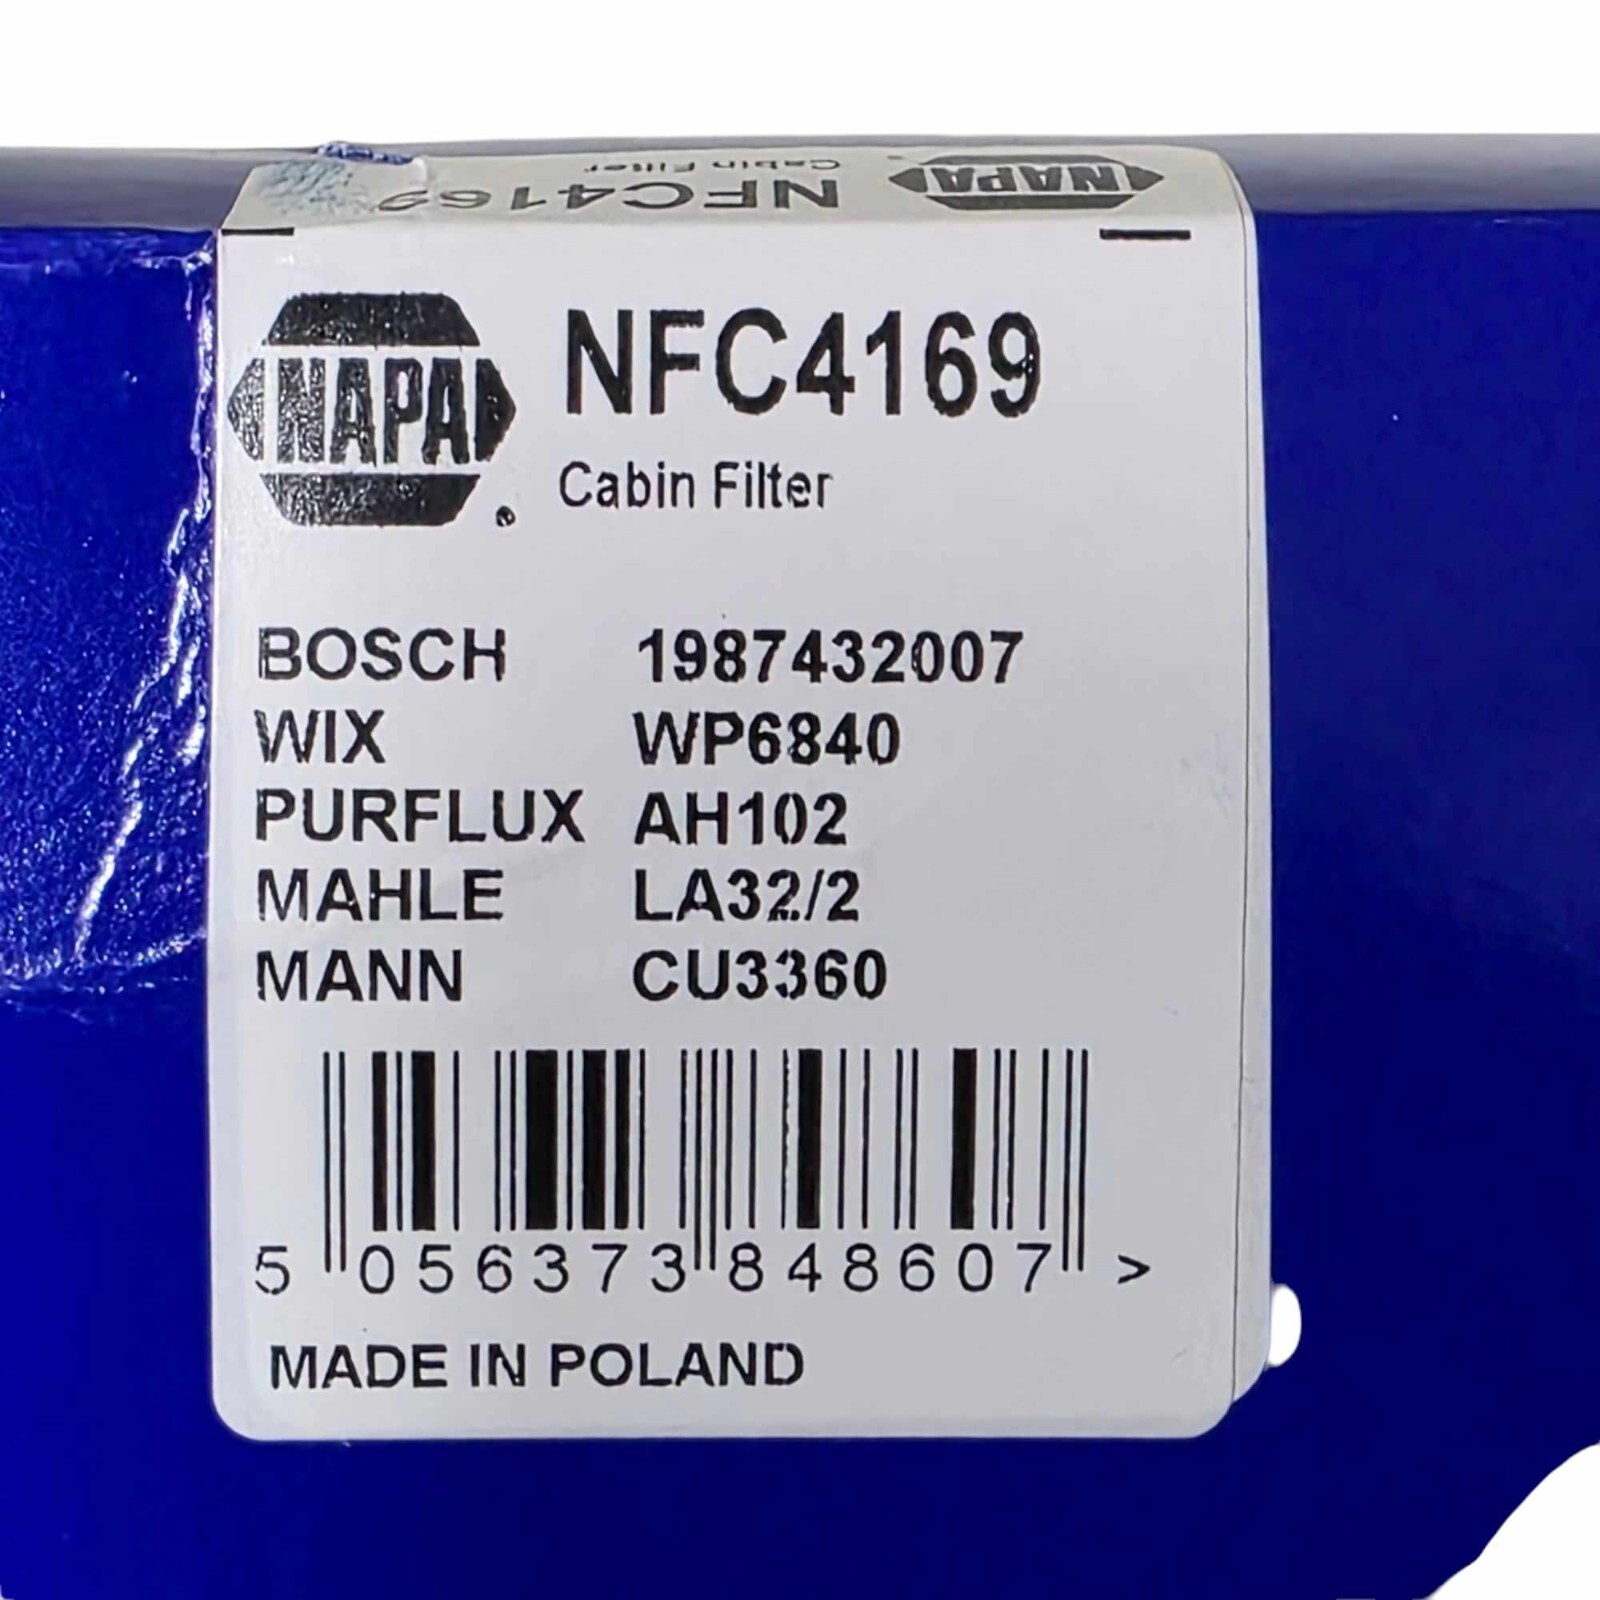 NAPA NFC4169
Cabin Filter
NAPA
NFC4169
Cabin Filter
BOSCH 1987432007
WIX WP6840
PURFLUX AH102
MAHLE LA32/2
MANN CU3360
5 056373 848607 >
MADE IN POLAND